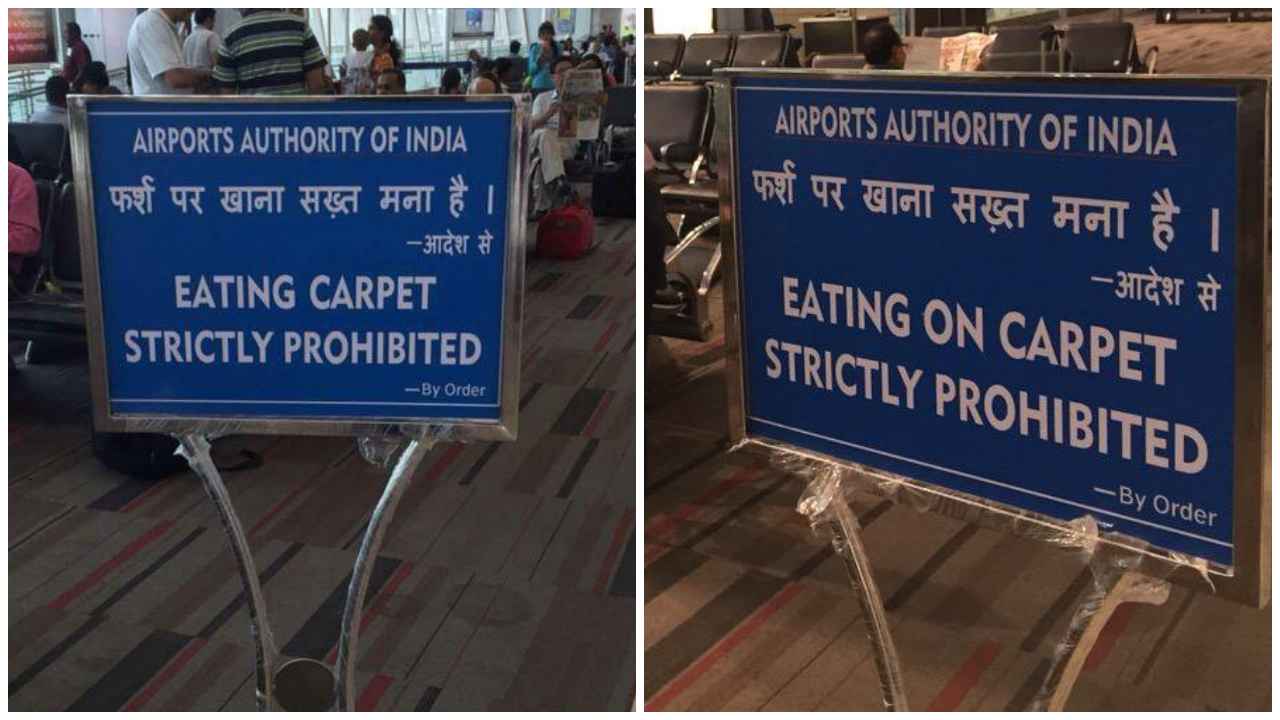 AIRPORTS AUTHORITY OF INDIA
फर्श पर खाना सख़्त मना है ।
–आदेश से
EATING CARPET
STRICTLY PROHIBITED
–By Order
AIRPORTS AUTHORITY OF INDIA
फर्श पर खाना सख़्त मना है ।
–आदेश से
EATING ON CARPET
STRICTLY PROHIBITED
–By Order